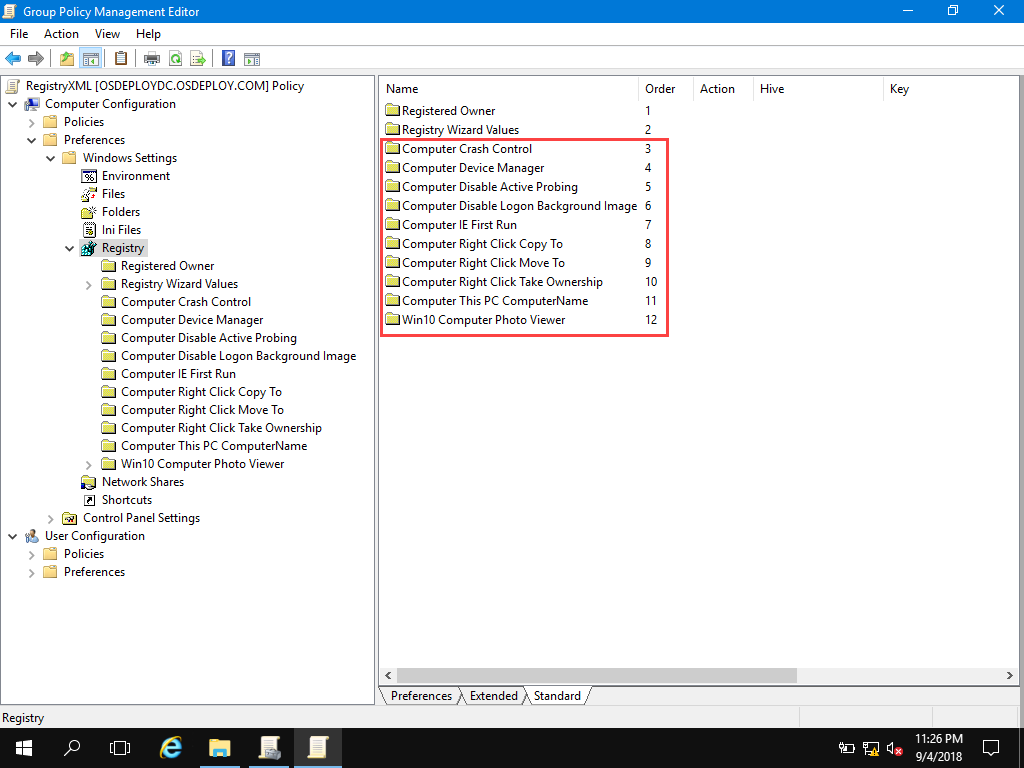 Group Policy Management Editor
File Action View Help
RegistryXML [OSDEPLOYDC.OSDEPLOY.COM] Policy
Computer Configuration
Policies
Preferences
Windows Settings
Environment
Files
Folders
Ini Files
Registry
Registered Owner
Registry Wizard Values
Computer Crash Control
Computer Device Manager
Computer Disable Active Probing
Computer Disable Logon Background Image
Computer IE First Run
Computer Right Click Copy To
Computer Right Click Move To
Computer Right Click Take Ownership
Computer This PC ComputerName
Win10 Computer Photo Viewer
Network Shares
Shortcuts
Control Panel Settings
User Configuration
Policies
Preferences
Name Order Action Hive Key
Registered Owner 1
Registry Wizard Values 2
Computer Crash Control 3
Computer Device Manager 4
Computer Disable Active Probing 5
Computer Disable Logon Background Image 6
Computer IE First Run 7
Computer Right Click Copy To 8
Computer Right Click Move To 9
Computer Right Click Take Ownership 10
Computer This PC ComputerName 11
Win10 Computer Photo Viewer 12
Preferences Extended Standard
Registry
11:26 PM
9/4/2018